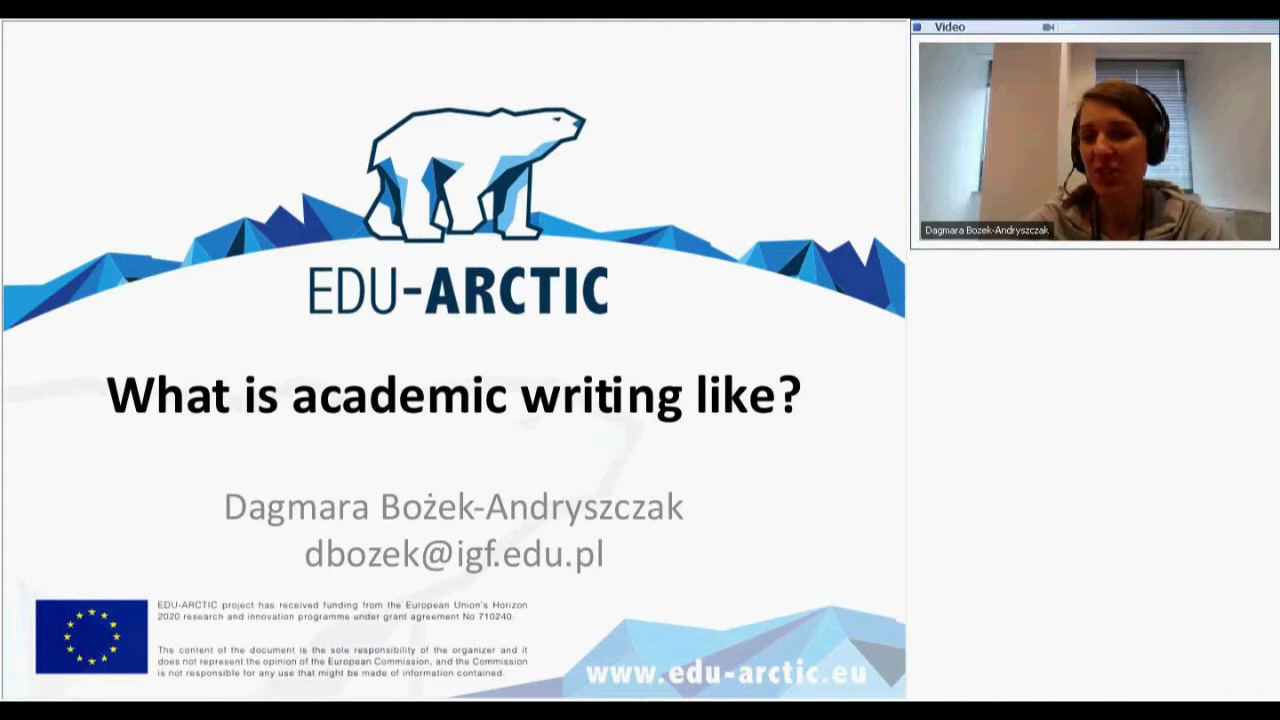 Video
Dagmara Bozek-Andryszczak
EDU-ARCTIC
What is academic writing like?
Dagmara Bożek-Andryszczak
dbozek@igf.edu.pl
EDU-ARCTIC project has received funding from the European Union's Horizon
2020 research and innovation programme under grant agreement No 710240.
The content of the document is the sole responsibility of the organizer and it
does not represent the opinion of the European Commission, and the Commission
is not responsible for any use that might be made of information contained.
www.edu-arctic.eu